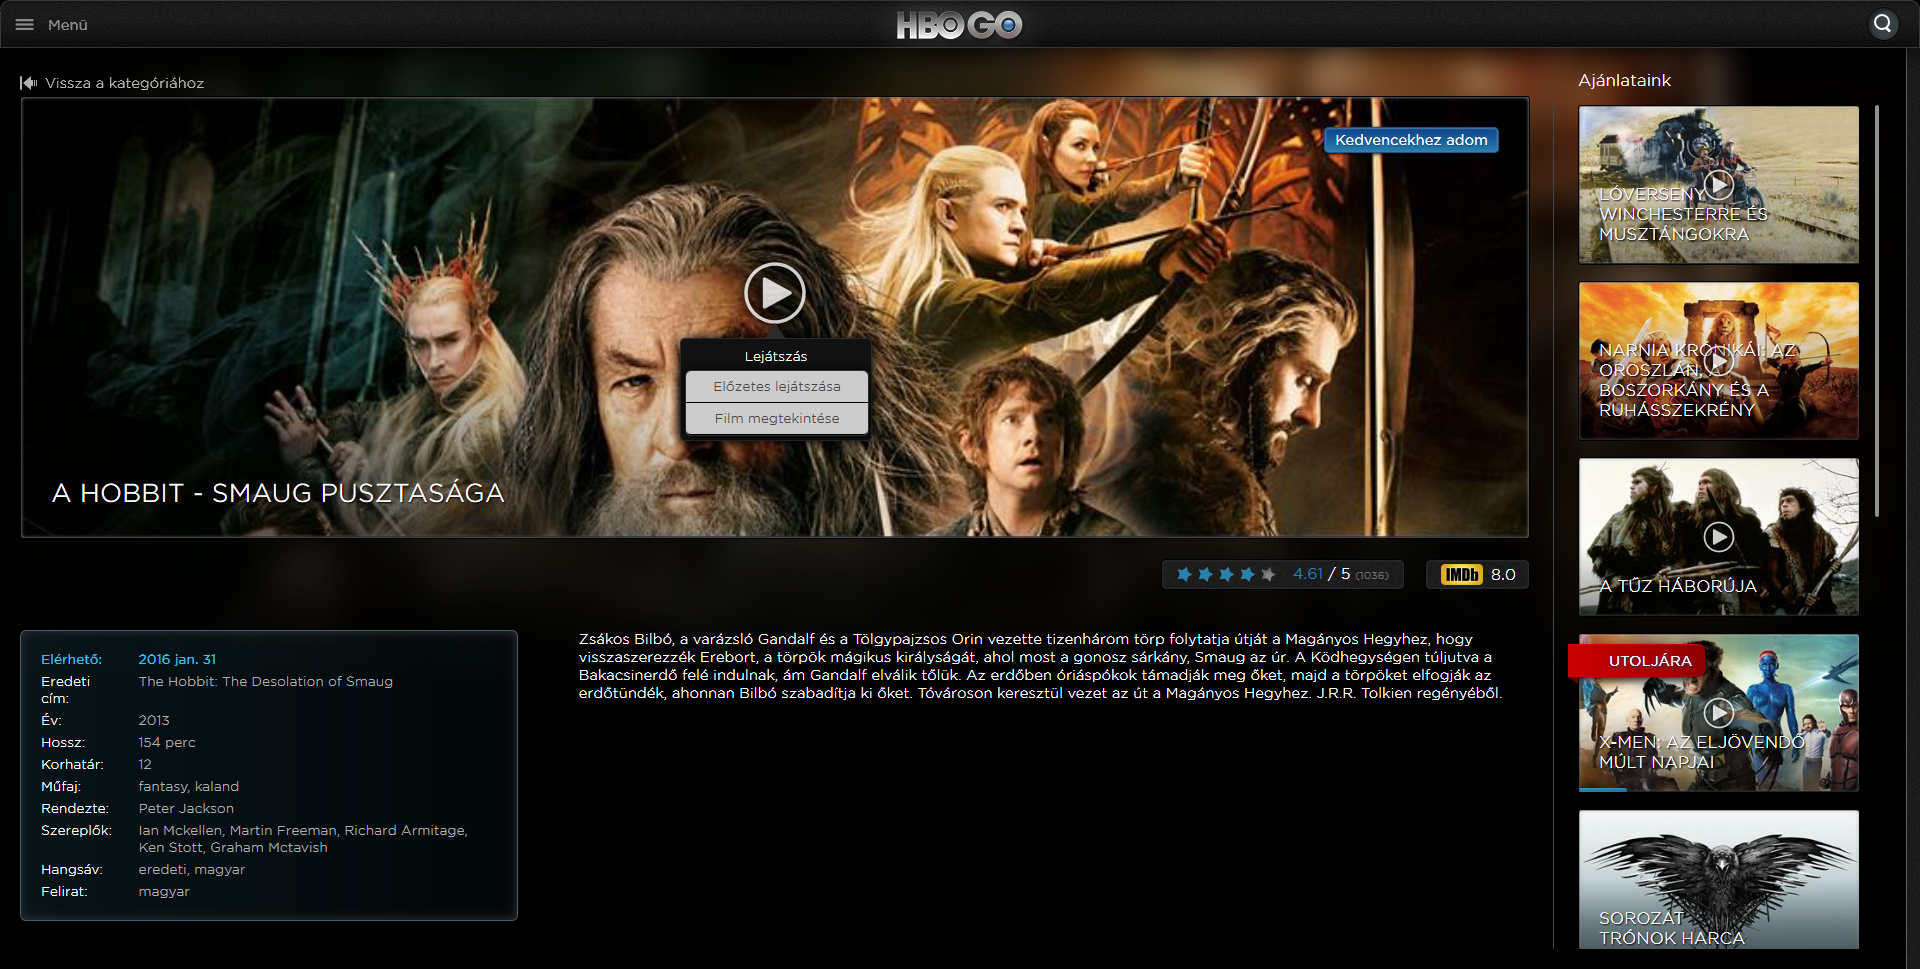 Menü
HBO GO
Vissza a kategóriához
Kedvencekhez adom
Lejátszás
Előzetes lejátszása
Film megtekintése
A HOBBIT - SMAUG PUSZTASÁGA
4.61 / 5 (1036)
IMDb 8.0
Elérhető: 2016 jan. 31
Eredeti cím: The Hobbit: The Desolation of Smaug
Év: 2013
Hossz: 154 perc
Korhatár: 12
Műfaj: fantasy, kaland
Rendezte: Peter Jackson
Szereplők: Ian Mckellen, Martin Freeman, Richard Armitage,
Ken Stott, Graham Mctavish
Hangsáv: eredeti, magyar
Felirat: magyar
Zsákos Bilbó, a varázsló Gandalf és a Tölgypajzsos Orin vezette tizenhárom törp folytatja útját a Magányos Hegyhez, hogy
visszaszerezzék Erebort, a törpök mágikus királyságát, ahol most a gonosz sárkány, Smaug az úr. A Ködhegységen túljutva a
Bakacsinerdő felé indulnak, ám Gandalf elválik tőlük. Az erdőben óriáspókok támadják meg őket, majd a törpöket elfogják az
erdőtündék, ahonnan Bilbó szabadítja ki őket. Tóvároson keresztül vezet az út a Magányos Hegyhez. J.R.R. Tolkien regényéből.
Ajánlataink
LÓVERSENY
WINCHESTERRE ÉS
MUSZTÁNGOKRA
NARNIA KRÓNIKÁI: AZ
OROSZLÁN, A
BOSZORKÁNY ÉS A
RUHÁSSZEKRÉNY
A TŰZ HÁBORÚJA
UTOLJÁRA
X-MEN: AZ ELJÖVENDŐ
MÚLT NAPJAI
SOROZAT
TRÓNOK HARCA